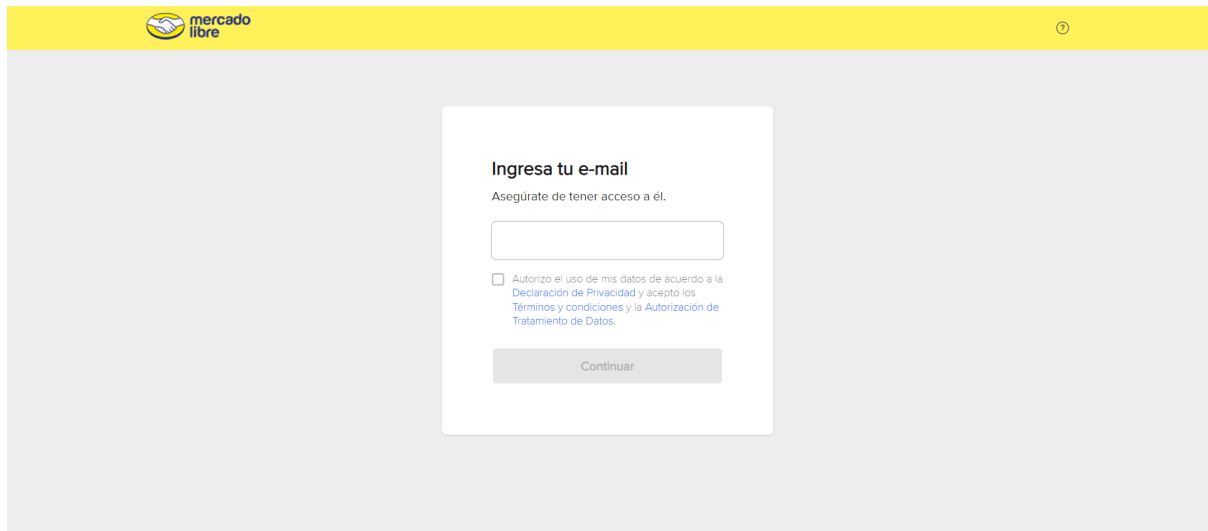 mercado
libre
?
Ingresa tu e-mail
Asegúrate de tener acceso a él.
Autorizo el uso de mis datos de acuerdo a la
Declaración de Privacidad y acepto los
Términos y condiciones y la Autorización de
Tratamiento de Datos.
Continuar